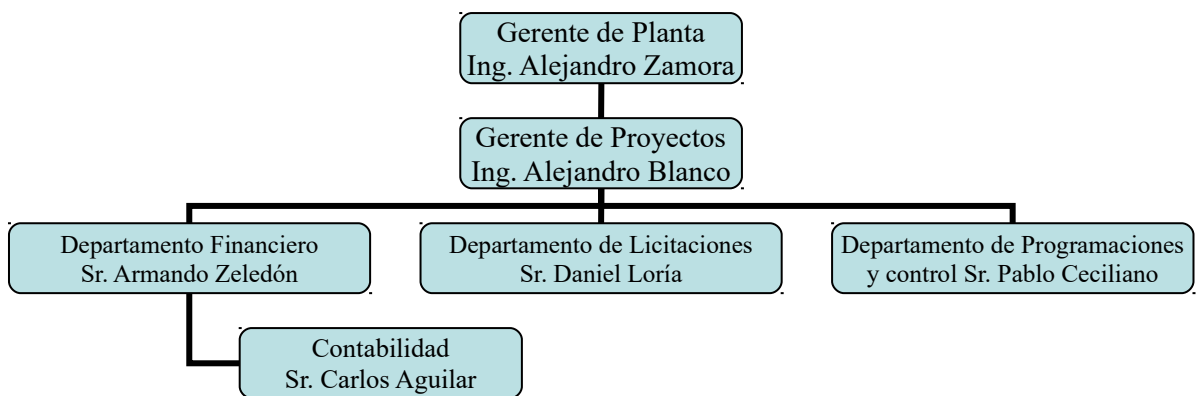 Gerente de Planta
Ing. Alejandro Zamora
Gerente de Proyectos
Ing. Alejandro Blanco
Departamento Financiero
Sr. Armando Zeledón
Departamento de Licitaciones
Sr. Daniel Loría
Departamento de Programaciones
y control Sr. Pablo Ceciliano
Contabilidad
Sr. Carlos Aguilar